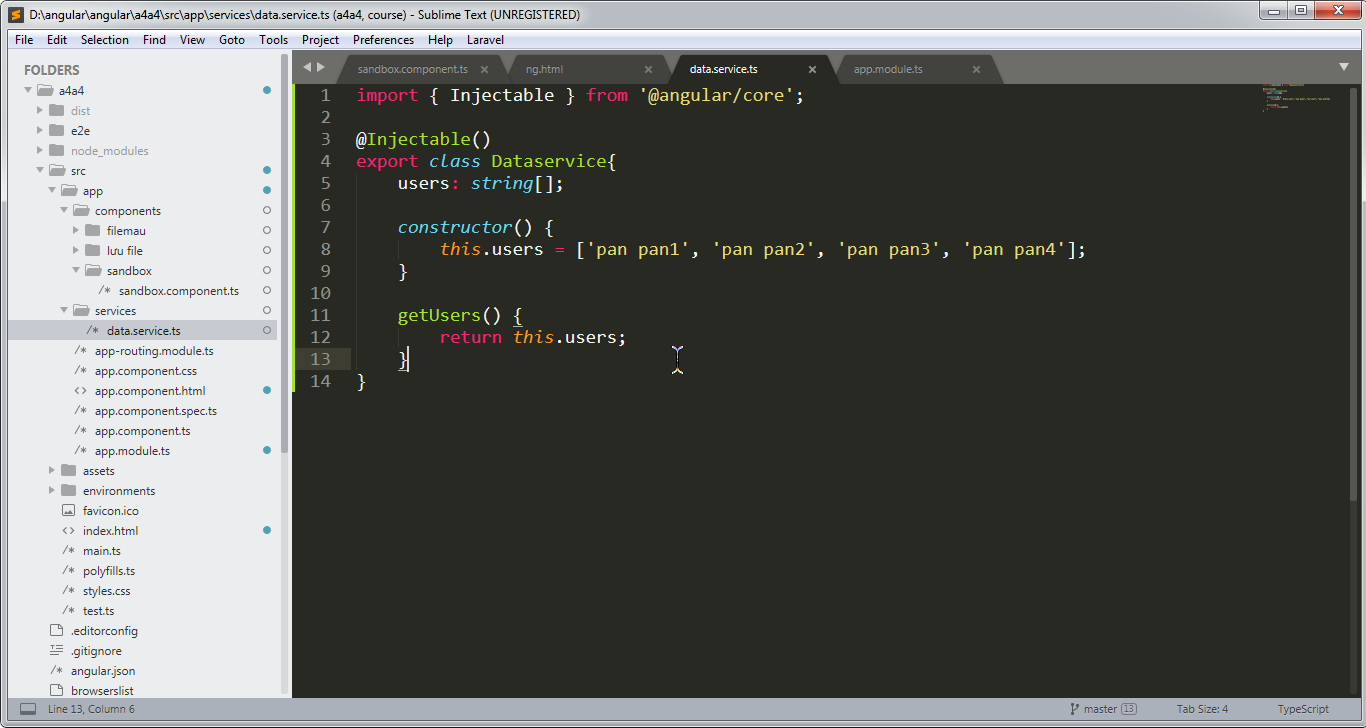 D:\angular\angular\a4a4\src\app\services\data.service.ts (a4a4, course) - Sublime Text (UNREGISTERED)
File Edit Selection Find View Goto Tools Project Preferences Help Laravel
FOLDERS
a4a4
dist
e2e
node_modules
src
app
components
filemau
lưu file
sandbox
/* sandbox.component.ts
services
/* data.service.ts
/* app-routing.module.ts
/* app.component.css
<> app.component.html
/* app.component.spec.ts
/* app.component.ts
/* app.module.ts
assets
environments
favicon.ico
<> index.html
/* main.ts
/* polyfills.ts
/* styles.css
/* test.ts
.editorconfig
.gitignore
/* angular.json
browserslist
sandbox.component.ts ng.html data.service.ts app.module.ts
1 import { Injectable } from '@angular/core';
2
3 @Injectable()
4 export class Dataservice{
5 users: string[];
6
7 constructor() {
8 this.users = ['pan pan1', 'pan pan2', 'pan pan3', 'pan pan4'];
9 }
10
11 getUsers() {
12 return this.users;
13 }
14 }
Line 13, Column 6 master 13 Tab Size: 4 TypeScript